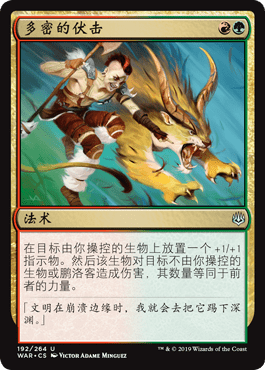 多密的伏击
法术
在目标由你操控的生物上放置一个 +1/+1
指示物。然后该生物对目标不由你操控的
生物或鹏洛客造成伤害，其数量等同于前
者的力量。
「文明在崩溃边缘时，我就会去把它踢下深
渊。」
192/264 U
WAR • CS VICTOR ADAME MINGUEZ
™ & © 2019 Wizards of the Coast